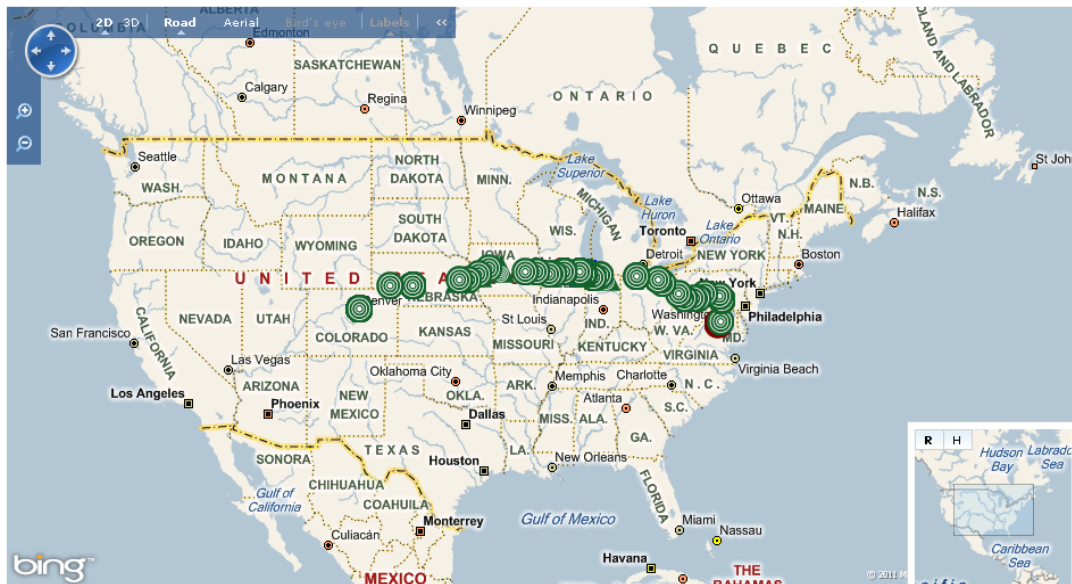 2D 3D Road Aerial Bird's eye Labels «
ALBERTA
COLUMBIA
Edmonton
SASKATCHEWAN
Calgary
Regina
Winnipeg
ONTARIO
QUEBEC
LAND AND LABRADOR
St John
Seattle
WASH.
MONTANA
NORTH
DAKOTA
MINN.
Lake
Superior
Ottawa
N.B.
N.S.
MAINE
Halifax
OREGON
IDAHO
WYOMING
SOUTH
DAKOTA
WIS.
MICHIGAN
Lake
Huron
Toronto
Lake
Ontario
VT.
N.H.
Detroit
NEW YORK
Boston
IOWA
UNITED
NEBRASKA
New York
NEVADA
UTAH
COLORADO
KANSAS
St Louis
MISSOURI
Indianapolis
IND.
KENTUCKY
W. VA.
Washington
Philadelphia
MD.
VIRGINIA
Virginia Beach
San Francisco
CALIFORNIA
Las Vegas
Los Angeles
ARIZONA
Phoenix
NEW
MEXICO
Oklahoma City
OKLA.
ARK.
Memphis
Charlotte
N.C.
Atlanta
S.C.
Dallas
MISS.
ALA.
GA.
TEXAS
LA.
New Orleans
Houston
FLORIDA
SONORA
CHIHUAHUA
COAHUILA
Gulf of
California
Monterrey
Culiacán
MEXICO
Gulf of Mexico
Miami
Nassau
Havana
THE
BAHAMAS
R H
Hudson
Bay
Labrador
Sea
Caribbean
Sea
bing™
© 2011